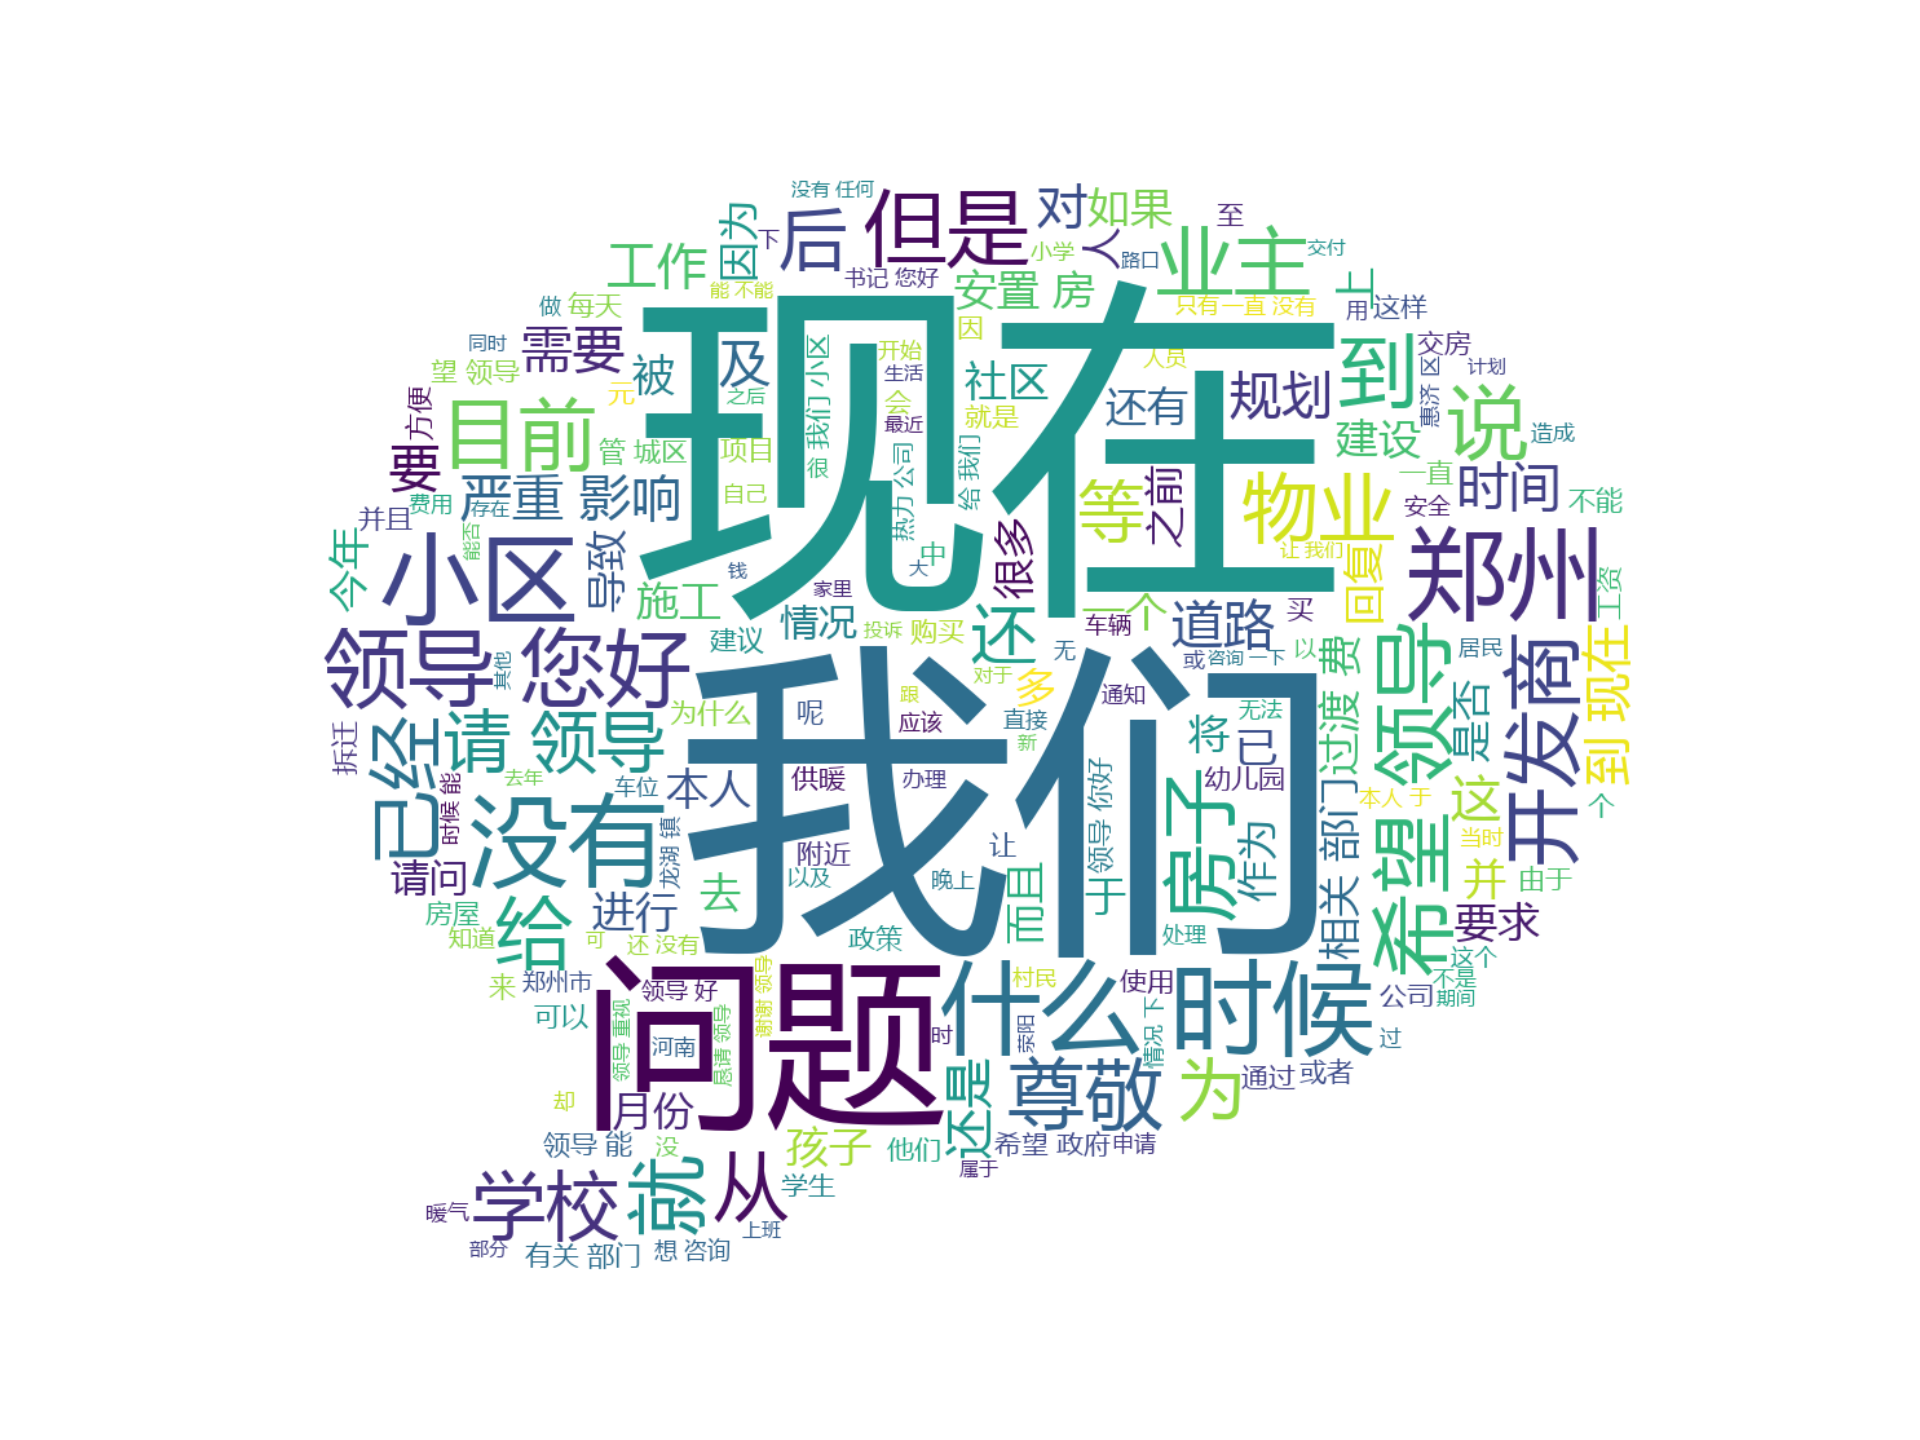 没有 任何
但是
对
如果
至
后
因为
下
工作
人
小学
路口
业主
交付
上
书记 您好
能 不能
安置 房
只有 一直 没有
用
这样
做
每天
现在
同时
需要
被
及
我们 小区
开始
因
社区
人员
还有
规划
到
交房
惠济 区
计划
望 领导
元
之后
生活
会
最近
就是
说
方便
目前
管 城区
项目
很
热力 公司
给 我们
建设
造成
要
严重 影响
自己
等
之前
物业
一直
时间
安全
不能
费用
存在
并且
能否
今年
小区
导致
钱
中
大
很多
让 我们
回复
郑州
工资
施工
家里
情况
投诉
购买
还
一个
车辆
道路
买
建议
无
或
咨询 一下
以
过渡 费
居民
领导 您好
其他
我们
对于
多
通知
希望 领导
开发商
到 现在
拆迁
已经
请 领导
为什么
呢
跟
应该
直接
新
将
无法
已
是否
时候 能
去年
车位
本人
供暖
办理
领导 你好
幼儿园
房子
本人 于
这
个
没有
龙湖 镇
附近
让
作为
相关 部门
当时
请问
去
以及
晚上
而且
于
并
由于
房屋
给
进行
政策
处理
要求
知道
可
还 没有
谢谢 领导
村民
使用
这个
不是
来
郑州市
领导 好
问题
什么 时候
公司
期间
可以
领导 重视
河南
恳请 领导
时
荥阳
情况 下
过
尊敬
为
通过
或者
却
月份
还是
领导 能
没
孩子
他们
希望 政府
申请
属于
学校
就
从
学生
暖气
上班
部分
有关 部门
想 咨询